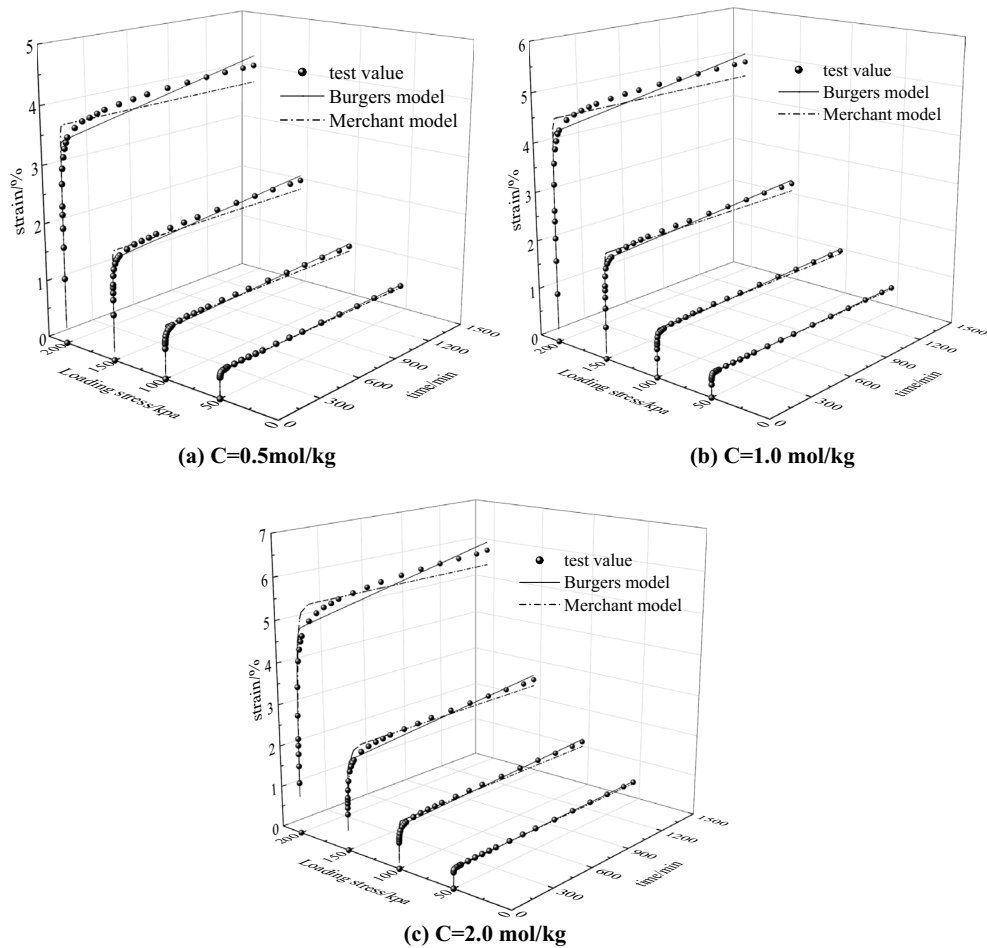 5
4
3
2
1
0
strain/%
test value
Burgers model
Merchant model
200
150
100
50
0
Loading stress/kpa
0
300
600
900
1200
1500
time/min
(a) C=0.5mol/kg
6
5
4
3
2
1
0
strain/%
test value
Burgers model
Merchant model
200
150
100
50
0
Loading stress/kpa
0
300
600
900
1200
1500
time/min
(b) C=1.0 mol/kg
7
6
5
4
3
2
1
0
strain/%
test value
Burgers model
Merchant model
200
150
100
50
0
Loading stress/kpa
0
300
600
900
1200
1500
time/min
(c) C=2.0 mol/kg